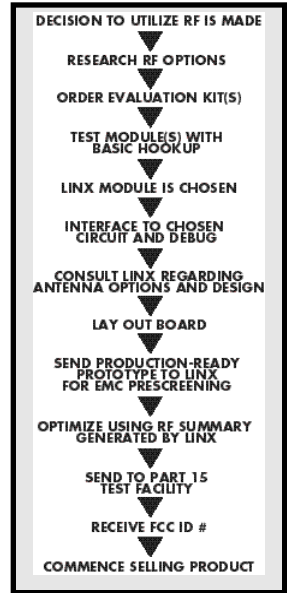 DECISION TO UTILIZE RF IS MADE
RESEARCH RF OPTIONS
ORDER EVALUATION KIT(S)
TEST MODULE(S) WITH
BASIC HOOKUP
LINX MODULE IS CHOSEN
INTERFACE TO CHOSEN
CIRCUIT AND DEBUG
CONSULT LINX REGARDING
ANTENNA OPTIONS AND DESIGN
LAY OUT BOARD
SEND PRODUCTION-READY
PROTOTYPE TO LINX
FOR EMC PRESCREENING
OPTIMIZE USING RF SUMMARY
GENERATED BY LINX
SEND TO PART 15
TEST FACILITY
RECEIVE FCC ID #
COMMENCE SELLING PRODUCT